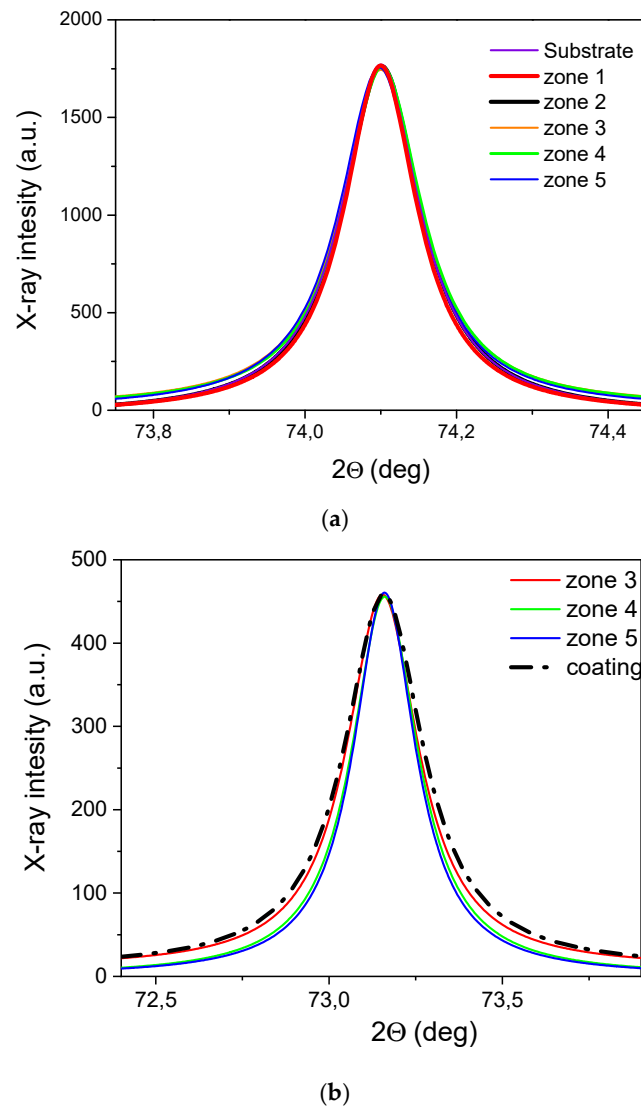 2000
1500
1000
500
0
X-ray intesity (a.u.)
Substrate
zone 1
zone 2
zone 3
zone 4
zone 5
73,8
74,0
74,2
74,4
2Θ (deg)
(a)
500
400
300
200
100
0
X-ray intesity (a.u.)
zone 3
zone 4
zone 5
coating
72,5
73,0
73,5
2Θ (deg)
(b)